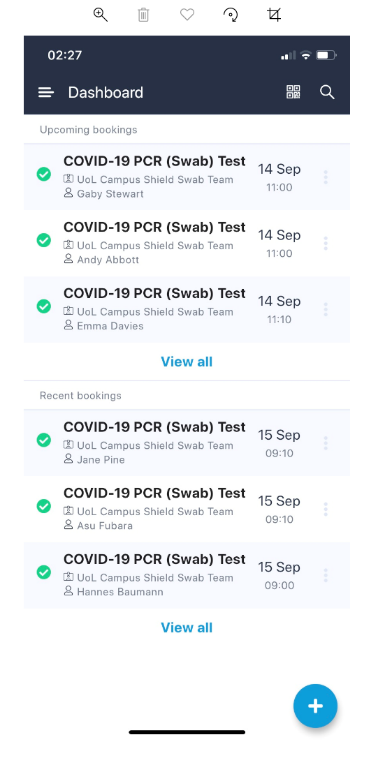 02:27
Dashboard
Upcoming bookings
COVID-19 PCR (Swab) Test
14 Sep
UoL Campus Shield Swab Team
11:00
Gaby Stewart
COVID-19 PCR (Swab) Test
14 Sep
UoL Campus Shield Swab Team
11:00
Andy Abbott
COVID-19 PCR (Swab) Test
14 Sep
UoL Campus Shield Swab Team
11:10
Emma Davies
View all
Recent bookings
COVID-19 PCR (Swab) Test
15 Sep
UoL Campus Shield Swab Team
09:10
Jane Pine
COVID-19 PCR (Swab) Test
15 Sep
UoL Campus Shield Swab Team
09:10
Asu Fubara
COVID-19 PCR (Swab) Test
15 Sep
UoL Campus Shield Swab Team
09:00
Hannes Baumann
View all